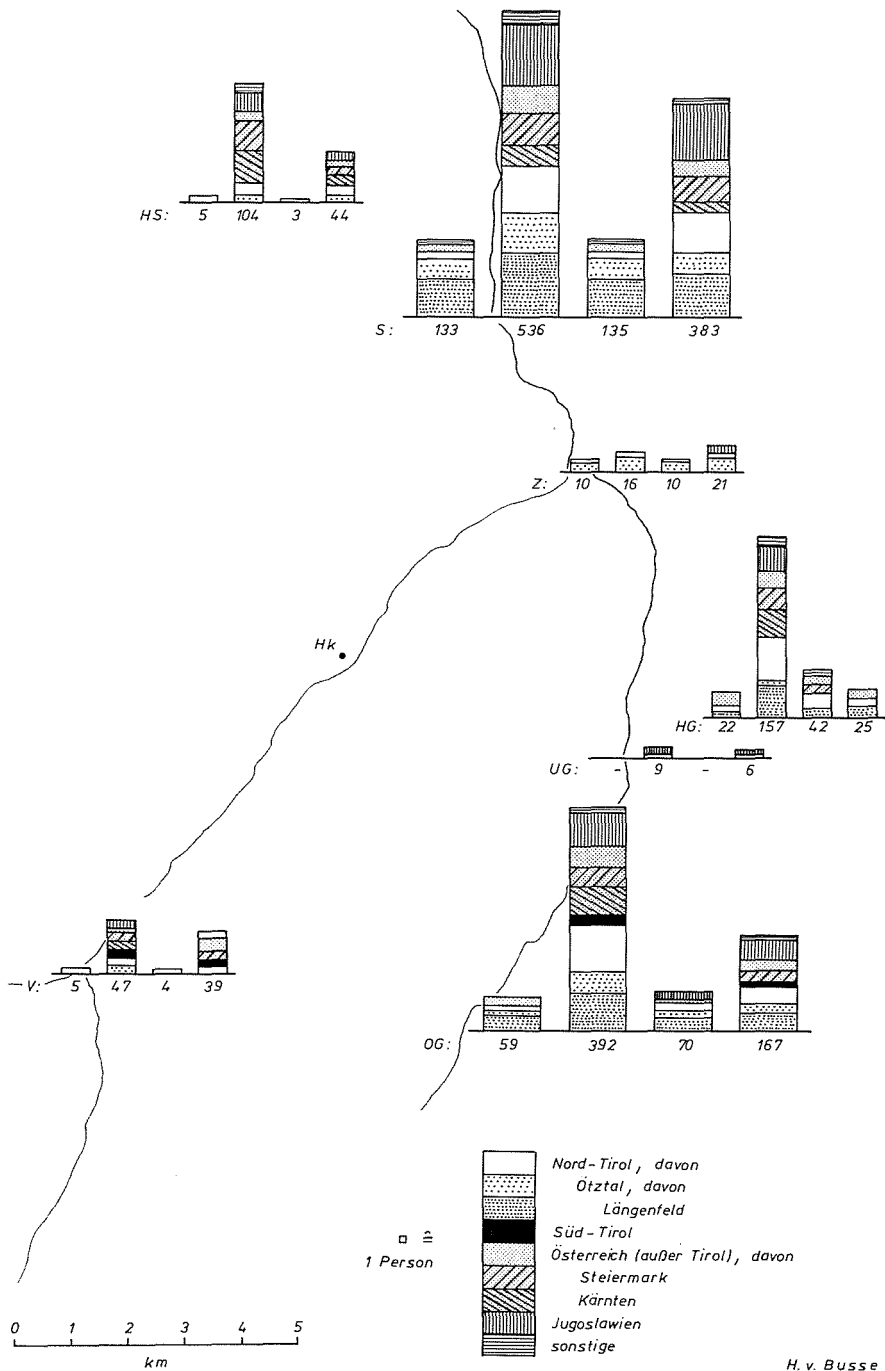 HS: 5 104 3 44
S: 133 536 135 383
Z: 10 16 10 21
Hk
HG: 22 157 42 25
UG: - 9 - 6
V: 5 47 4 39
OG: 59 392 70 167
Nord-Tirol, davon
Ötztal, davon
Längenfeld
Süd-Tirol
≙
1 Person
Österreich (außer Tirol), davon
Steiermark
Kärnten
Jugoslawien
sonstige
0 1 2 3 4 5
km
H. v. Busse